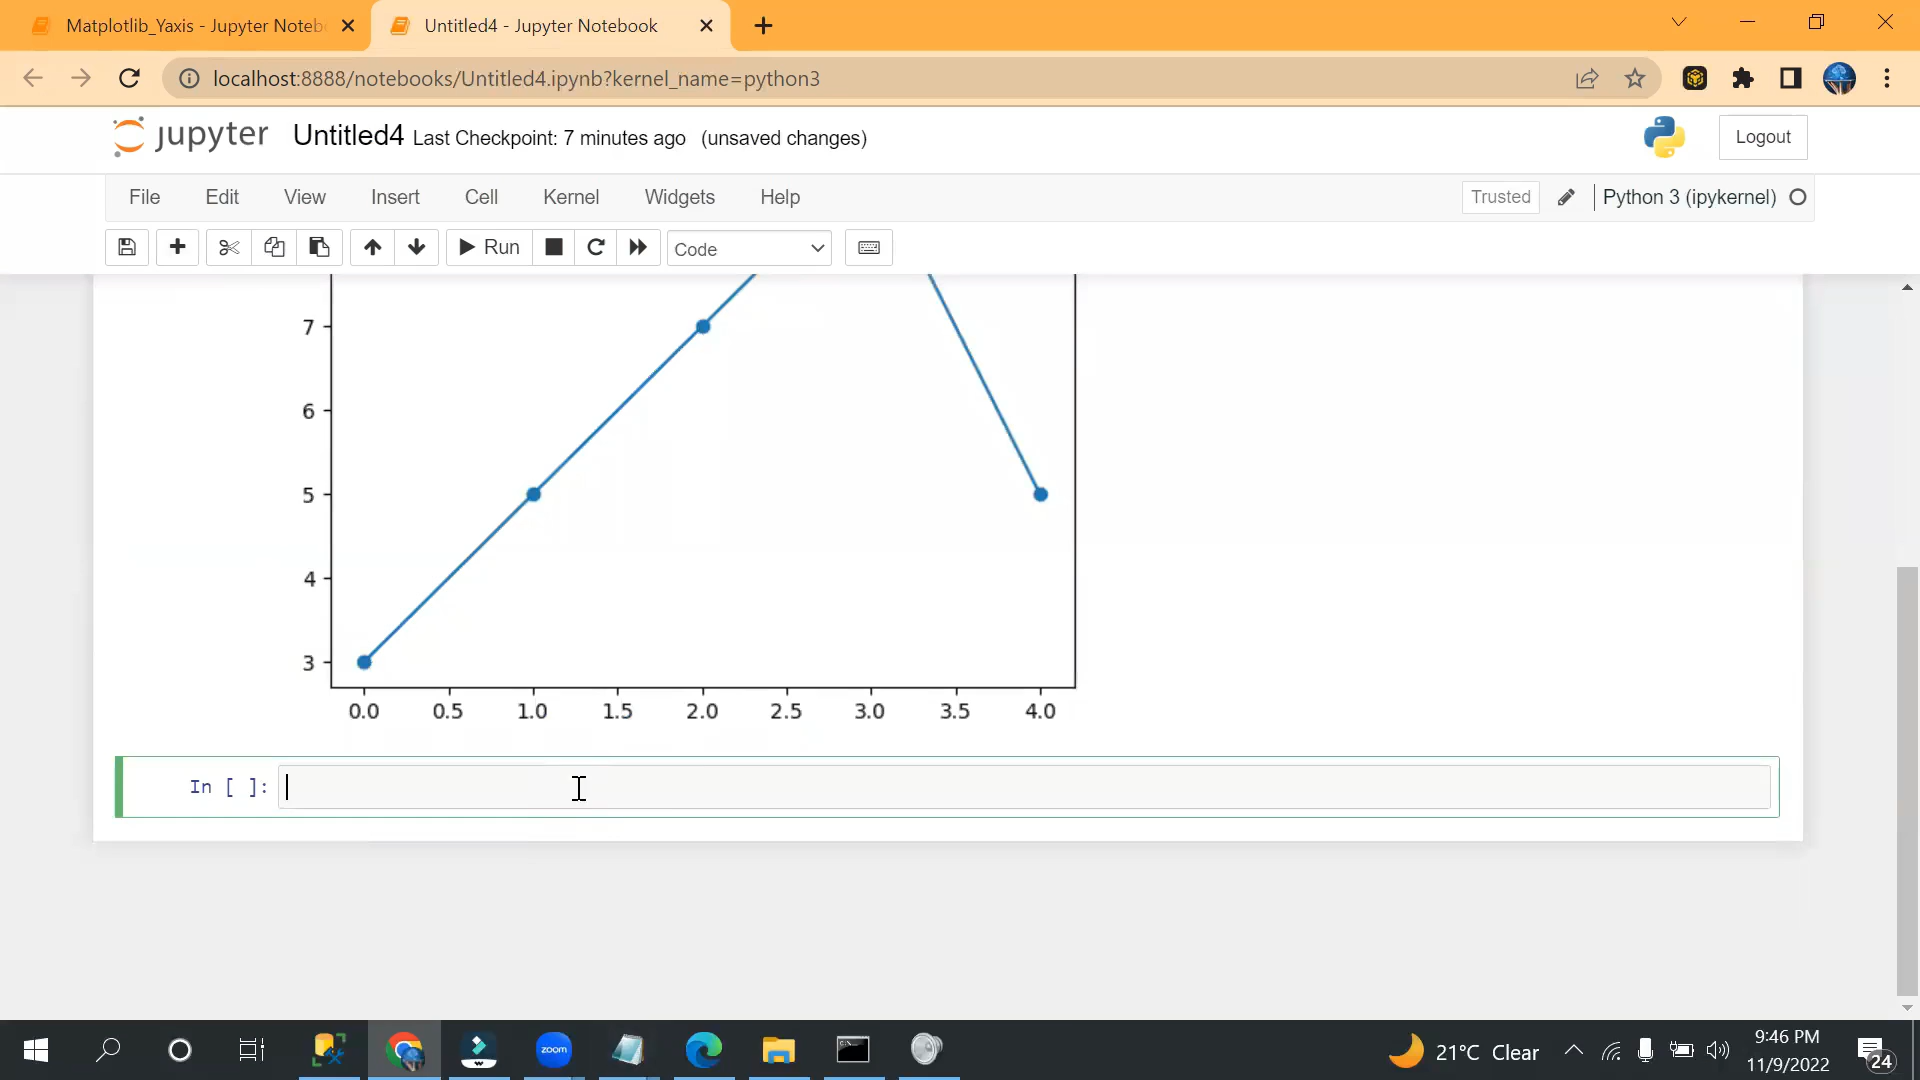 Matplotlib_Yaxis - Jupyter Noteb
Untitled4 - Jupyter Notebook
localhost:8888/notebooks/Untitled4.ipynb?kernel_name=python3
jupyter Untitled4 Last Checkpoint: 7 minutes ago (unsaved changes)
Logout
File Edit View Insert Cell Kernel Widgets Help
Trusted
Python 3 (ipykernel)
Run
Code
7
6
5
4
3
0.0 0.5 1.0 1.5 2.0 2.5 3.0 3.5 4.0
In [ ]:
zoom
21°C Clear
9:46 PM
11/9/2022
24